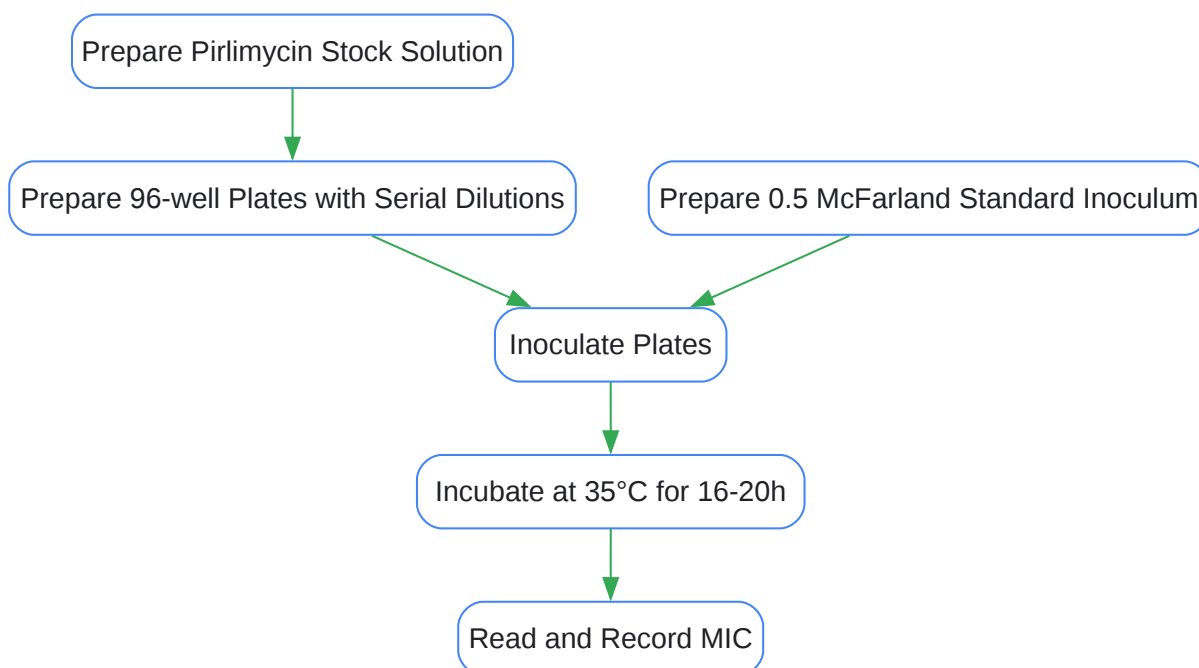 Prepare Pirlimycin Stock Solution
Prepare 96-well Plates with Serial Dilutions
Prepare 0.5 McFarland Standard Inoculum
Inoculate Plates
Incubate at 35°C for 16-20h
Read and Record MIC